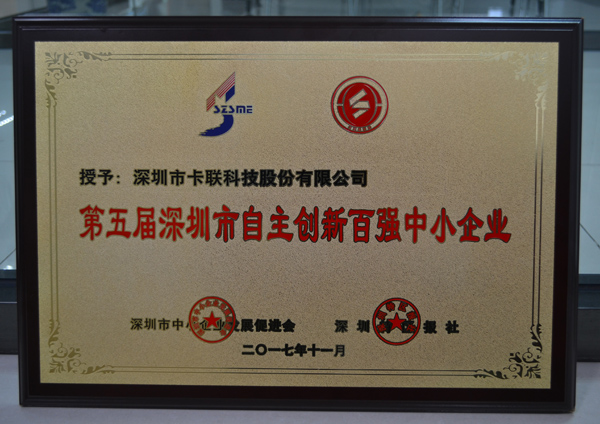 SZSME
授予：深圳市卡联科技股份有限公司
第五届深圳市自主创新百强中小企业
深圳市中小企业发展促进会 深圳 报社
二〇一七年十一月